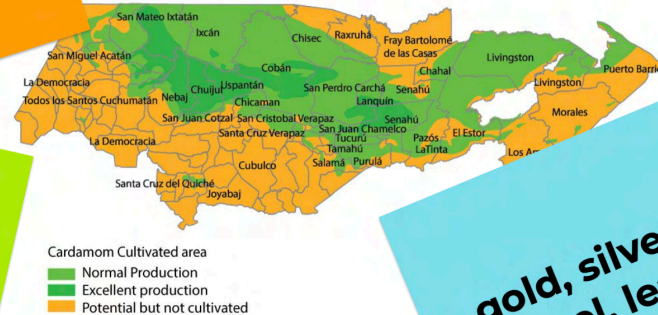 San Mateo Ixtatán
Ixcán
Chisec
Raxruhá
Fray Bartolomé
de las Casas
San Miguel Acatán
Cobán
Chahal
Livingston
Puerto Barri
La Democracia
Todos los Santos Cuchumatán
Nebaj
Chuijul
Uspantán
San Pedro Carchá
Senahú
Livingston
Chicaman
Lanquín
Morales
San Juan Cotzal
San Cristobal Verapaz
Senahú
La Democracia
Santa Cruz Verapaz
San Juan Chamelco
Tucurú
Pazós
El Estor
Tamahú
LaTinta
Los
Cubulco
Salamá
Purulá
Santa Cruz del Quiché
Joyabaj
Cardamom Cultivated area
Normal Production
Excellent production
Potential but not cultivated
gold, silve